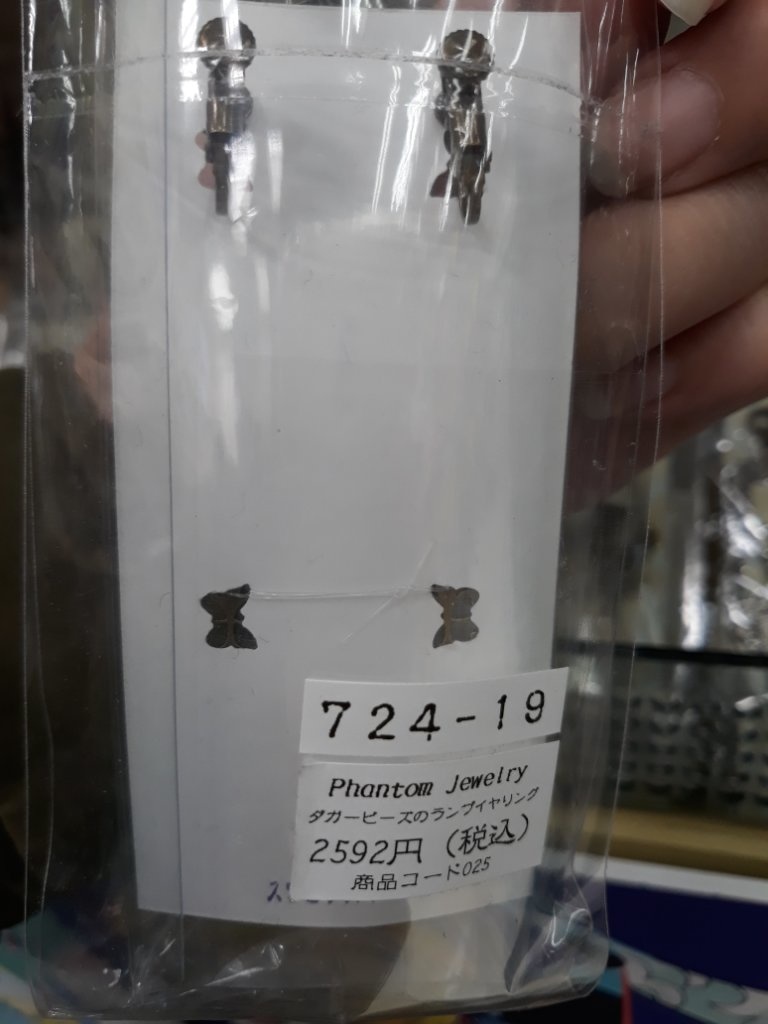 724-19
Phantom Jewelry
ダガービーズのランプイヤリング
2592円(税込)
商品コード025